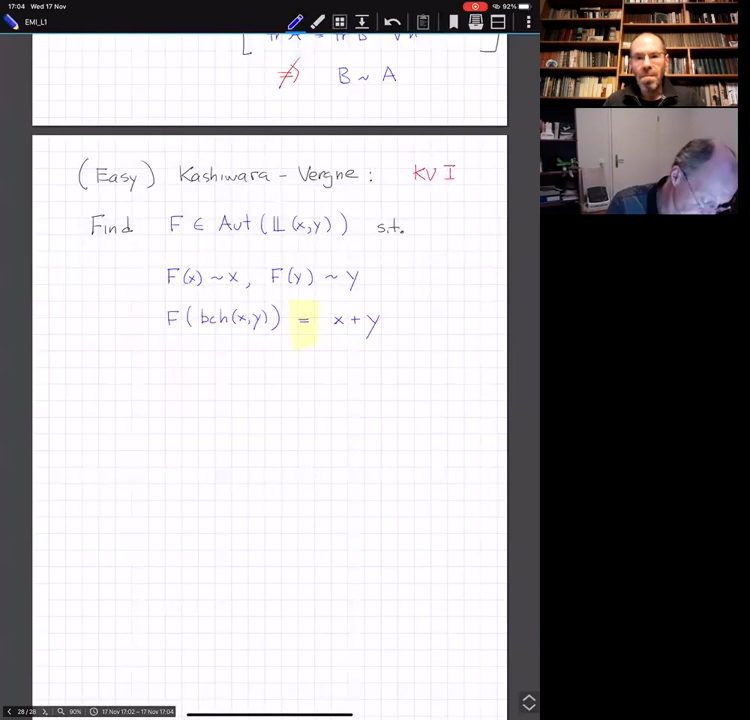 17:04 Wed 17 Nov
92%
EMI_L1
B ~ A
(Easy) Kashiwara - Vergne: KV I
Find F ∈ Aut(𝕃(x,y)) s.t.
F(x) ~ x, F(y) ~ y
F(bch(x,y)) = x + y
28/28 90% 17 Nov 17:02 – 17 Nov 17:04